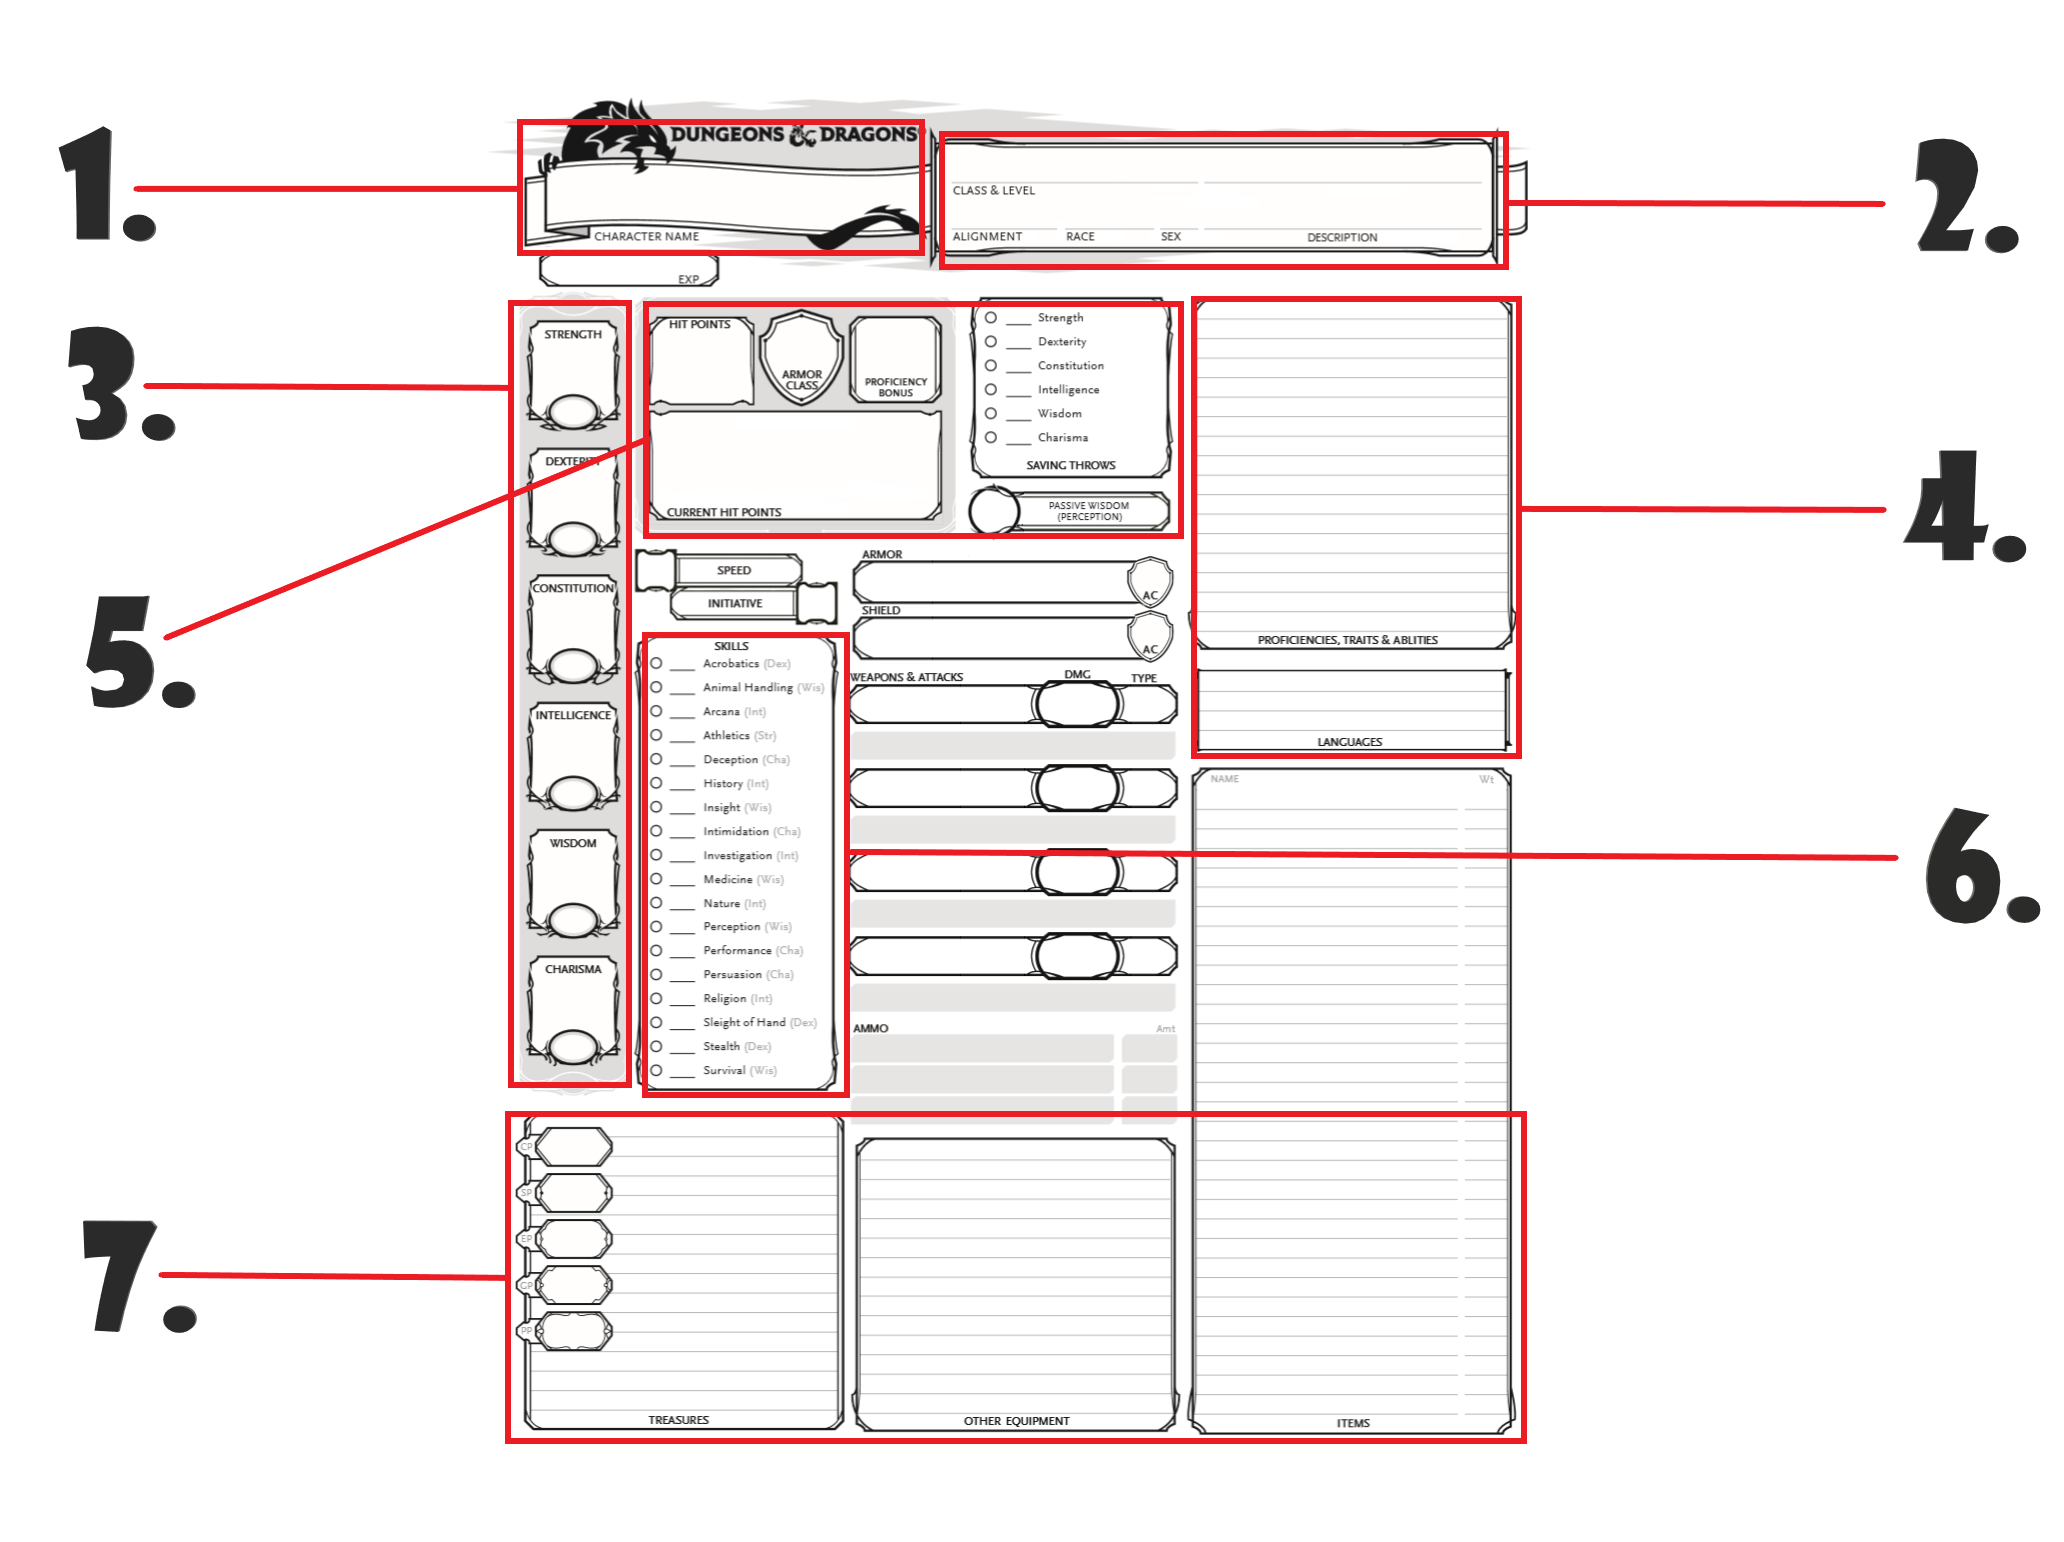 1.
DUNGEONS & DRAGONS
CHARACTER NAME
EXP
2.
CLASS & LEVEL
ALIGNMENT RACE SEX DESCRIPTION
3.
STRENGTH
DEXTERITY
CONSTITUTION
INTELLIGENCE
WISDOM
CHARISMA
5.
HIT POINTS
ARMOR
CLASS
PROFICIENCY
BONUS
CURRENT HIT POINTS
Strength
Dexterity
Constitution
Intelligence
Wisdom
Charisma
SAVING THROWS
PASSIVE WISDOM
(PERCEPTION)
4.
PROFICIENCIES, TRAITS & ABLITIES
LANGUAGES
SPEED
INITIATIVE
ARMOR
AC
SHIELD
AC
WEAPONS & ATTACKS DMG TYPE
AMMO Amt
6.
SKILLS
Acrobatics (Dex)
Animal Handling (Wis)
Arcana (Int)
Athletics (Str)
Deception (Cha)
History (Int)
Insight (Wis)
Intimidation (Cha)
Investigation (Int)
Medicine (Wis)
Nature (Int)
Perception (Wis)
Performance (Cha)
Persuasion (Cha)
Religion (Int)
Sleight of Hand (Dex)
Stealth (Dex)
Survival (Wis)
7.
CP
SP
EP
GP
PP
TREASURES
OTHER EQUIPMENT
NAME Wt
ITEMS